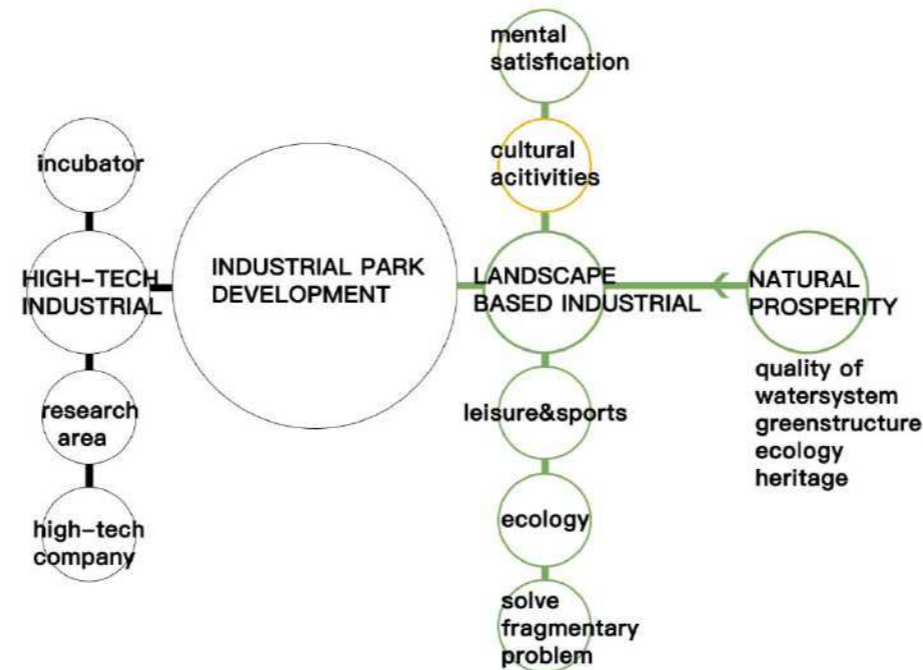 mental
satisfication
cultural
acitivities
incubator
HIGH-TECH
INDUSTRIAL
INDUSTRIAL PARK
DEVELOPMENT
LANDSCAPE
BASED INDUSTRIAL
NATURAL
PROSPERITY
quality of
watersystem
greenstructure
ecology
heritage
research
area
leisure&sports
high-tech
company
ecology
solve
fragmentary
problem